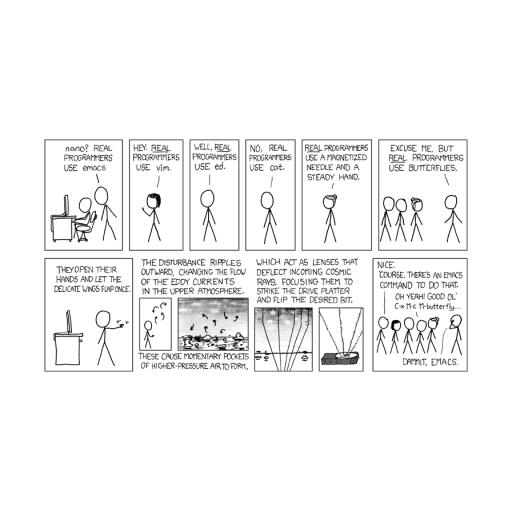 nano? REAL
PROGRAMMERS
USE emacs
HEY. REAL
PROGRAMMERS
USE vim.
WELL, REAL
PROGRAMMERS
USE ed.
NO, REAL
PROGRAMMERS
USE cat.
REAL PROGRAMMERS
USE A MAGNETIZED
NEEDLE AND A
STEADY HAND.
EXCUSE ME, BUT
REAL PROGRAMMERS
USE BUTTERFLIES.
THEY OPEN THEIR
HANDS AND LET THE
DELICATE WINGS FLAP ONCE.
THE DISTURBANCE RIPPLES
OUTWARD, CHANGING THE FLOW
OF THE EDDY CURRENTS
IN THE UPPER ATMOSPHERE.
THESE CAUSE MOMENTARY POCKETS
OF HIGHER-PRESSURE AIR TO FORM,
WHICH ACT AS LENSES THAT
DEFLECT INCOMING COSMIC
RAYS, FOCUSING THEM TO
STRIKE THE DRIVE PLATTER
AND FLIP THE DESIRED BIT.
NICE.
'COURSE, THERE'S AN EMACS
COMMAND TO DO THAT.
OH YEAH! GOOD OL'
C-x M-c M-butterfly...
DAMMIT, EMACS.